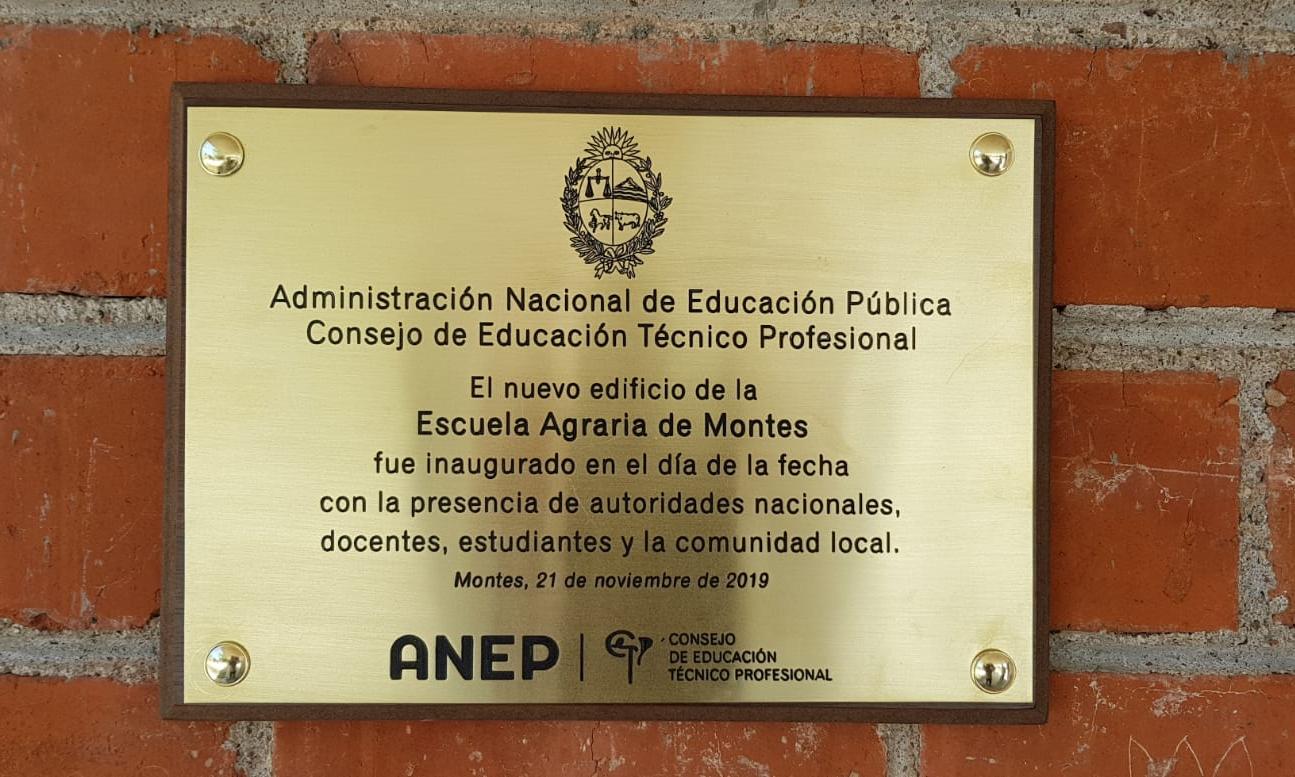 Administración Nacional de Educación Pública
Consejo de Educación Técnico Profesional
El nuevo edificio de la
Escuela Agraria de Montes
fue inaugurado en el día de la fecha
con la presencia de autoridades nacionales,
docentes, estudiantes y la comunidad local.
Montes, 21 de noviembre de 2019
ANEP
CONSEJO
DE EDUCACIÓN
TÉCNICO PROFESIONAL